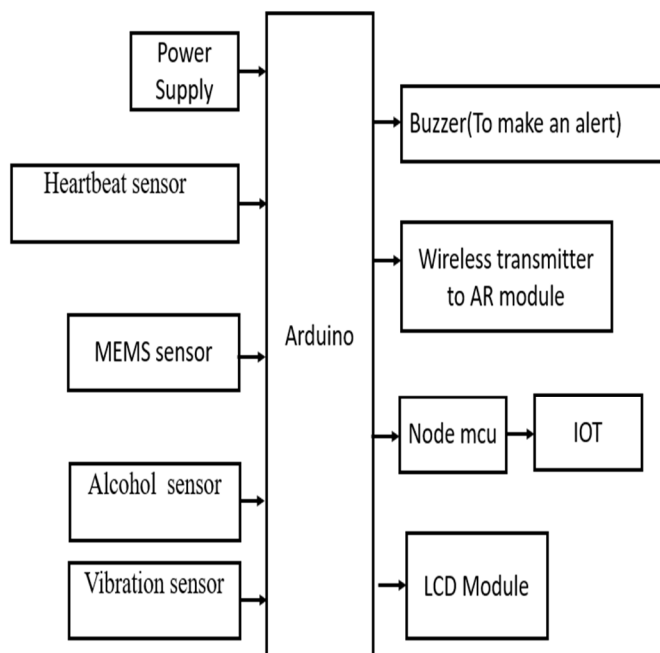 Power
Supply
Heartbeat sensor
MEMS sensor
Alcohol sensor
Vibration sensor
Arduino
Buzzer(To make an alert)
Wireless transmitter
to AR module
Node mcu
IOT
LCD Module